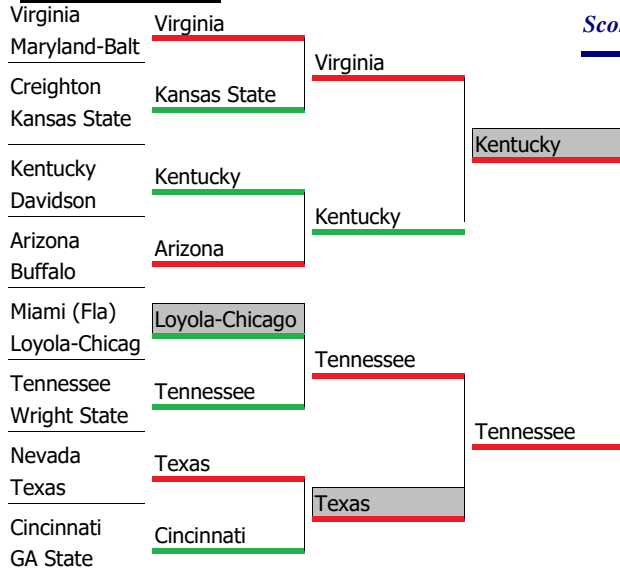 Virginia
Maryland-Balt
Creighton
Kansas State
Kentucky
Davidson
Arizona
Buffalo
Miami (Fla)
Loyola-Chicag
Tennessee
Wright State
Nevada
Texas
Cincinnati
GA State
Virginia
Kansas State
Kentucky
Arizona
Loyola-Chicago
Tennessee
Texas
Cincinnati
Virginia
Kentucky
Tennessee
Texas
Kentucky
Tennessee